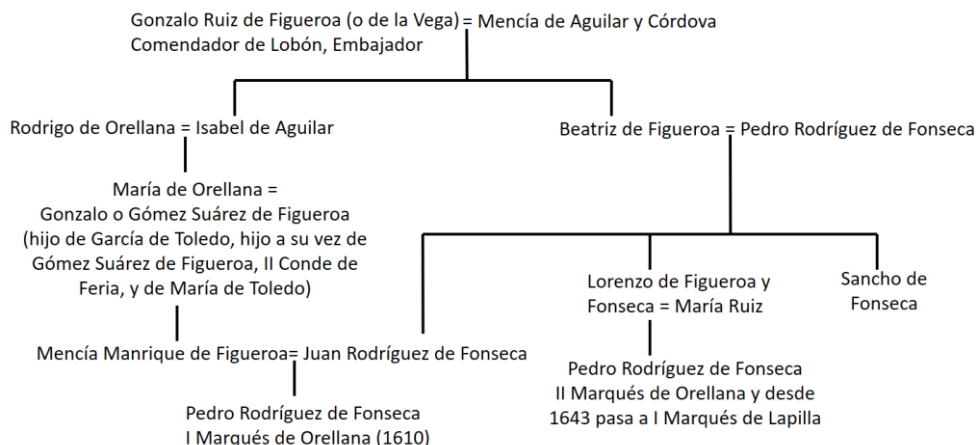 Gonzalo Ruiz de Figueroa (o de la Vega) = Mencía de Aguilar y Córdova
Comendador de Lobón, Embajador
Rodrigo de Orellana = Isabel de Aguilar
Beatriz de Figueroa = Pedro Rodríguez de Fonseca
María de Orellana =
Gonzalo o Gómez Suárez de Figueroa
(hijo de García de Toledo, hijo a su vez de
Gómez Suárez de Figueroa, II Conde de
Feria, y de María de Toledo)
Lorenzo de Figueroa y
Fonseca = María Ruiz
Sancho de
Fonseca
Mencía Manrique de Figueroa= Juan Rodríguez de Fonseca
Pedro Rodríguez de Fonseca
II Marqués de Orellana y desde
1643 pasa a I Marqués de Lapilla
Pedro Rodríguez de Fonseca
I Marqués de Orellana (1610)